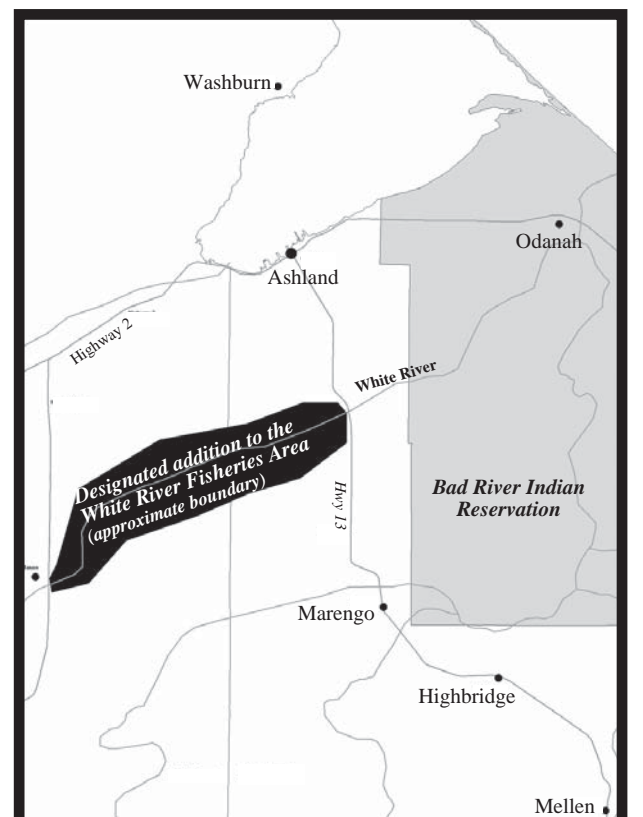 Washburn
Odanah
Ashland
Highway 2
White River
Designated addition to the
White River Fisheries Area
(approximate boundary)
Bad River Indian
Reservation
Hwy 13
Marengo
Highbridge
Mellen